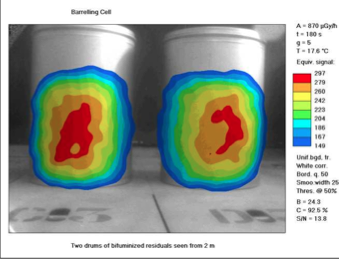 Barrelling Cell
A = 870 µGy/h
t = 180 s
g = 5
T = 17.6 °C
Equiv. signal:
297
279
260
242
223
204
186
167
149
Unif bgd. fr.
White corr.
Bord. q. 50
Smoo.width 25
Thres. @ 50%
B = 24.3
C = 92.5 %
S/N = 13.8
Two drums of bituminized residuals seen from 2 m